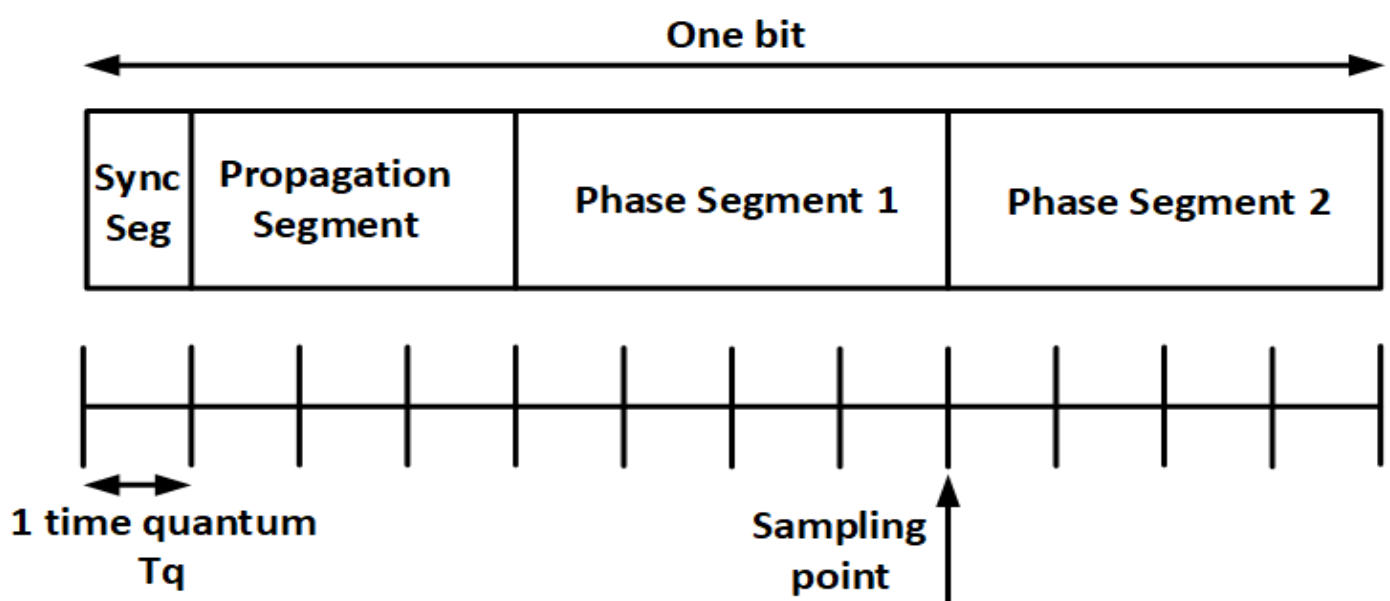 One bit
Sync
Seg
Propagation
Segment
Phase Segment 1
Phase Segment 2
1 time quantum
Tq
Sampling
point